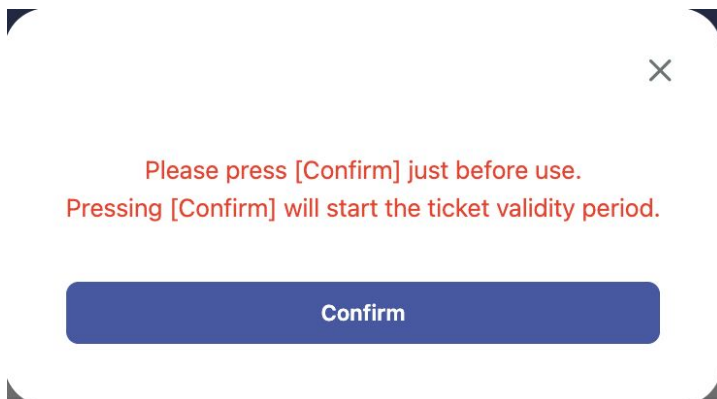 Please press [Confirm] just before use.
Pressing [Confirm] will start the ticket validity period.
Confirm